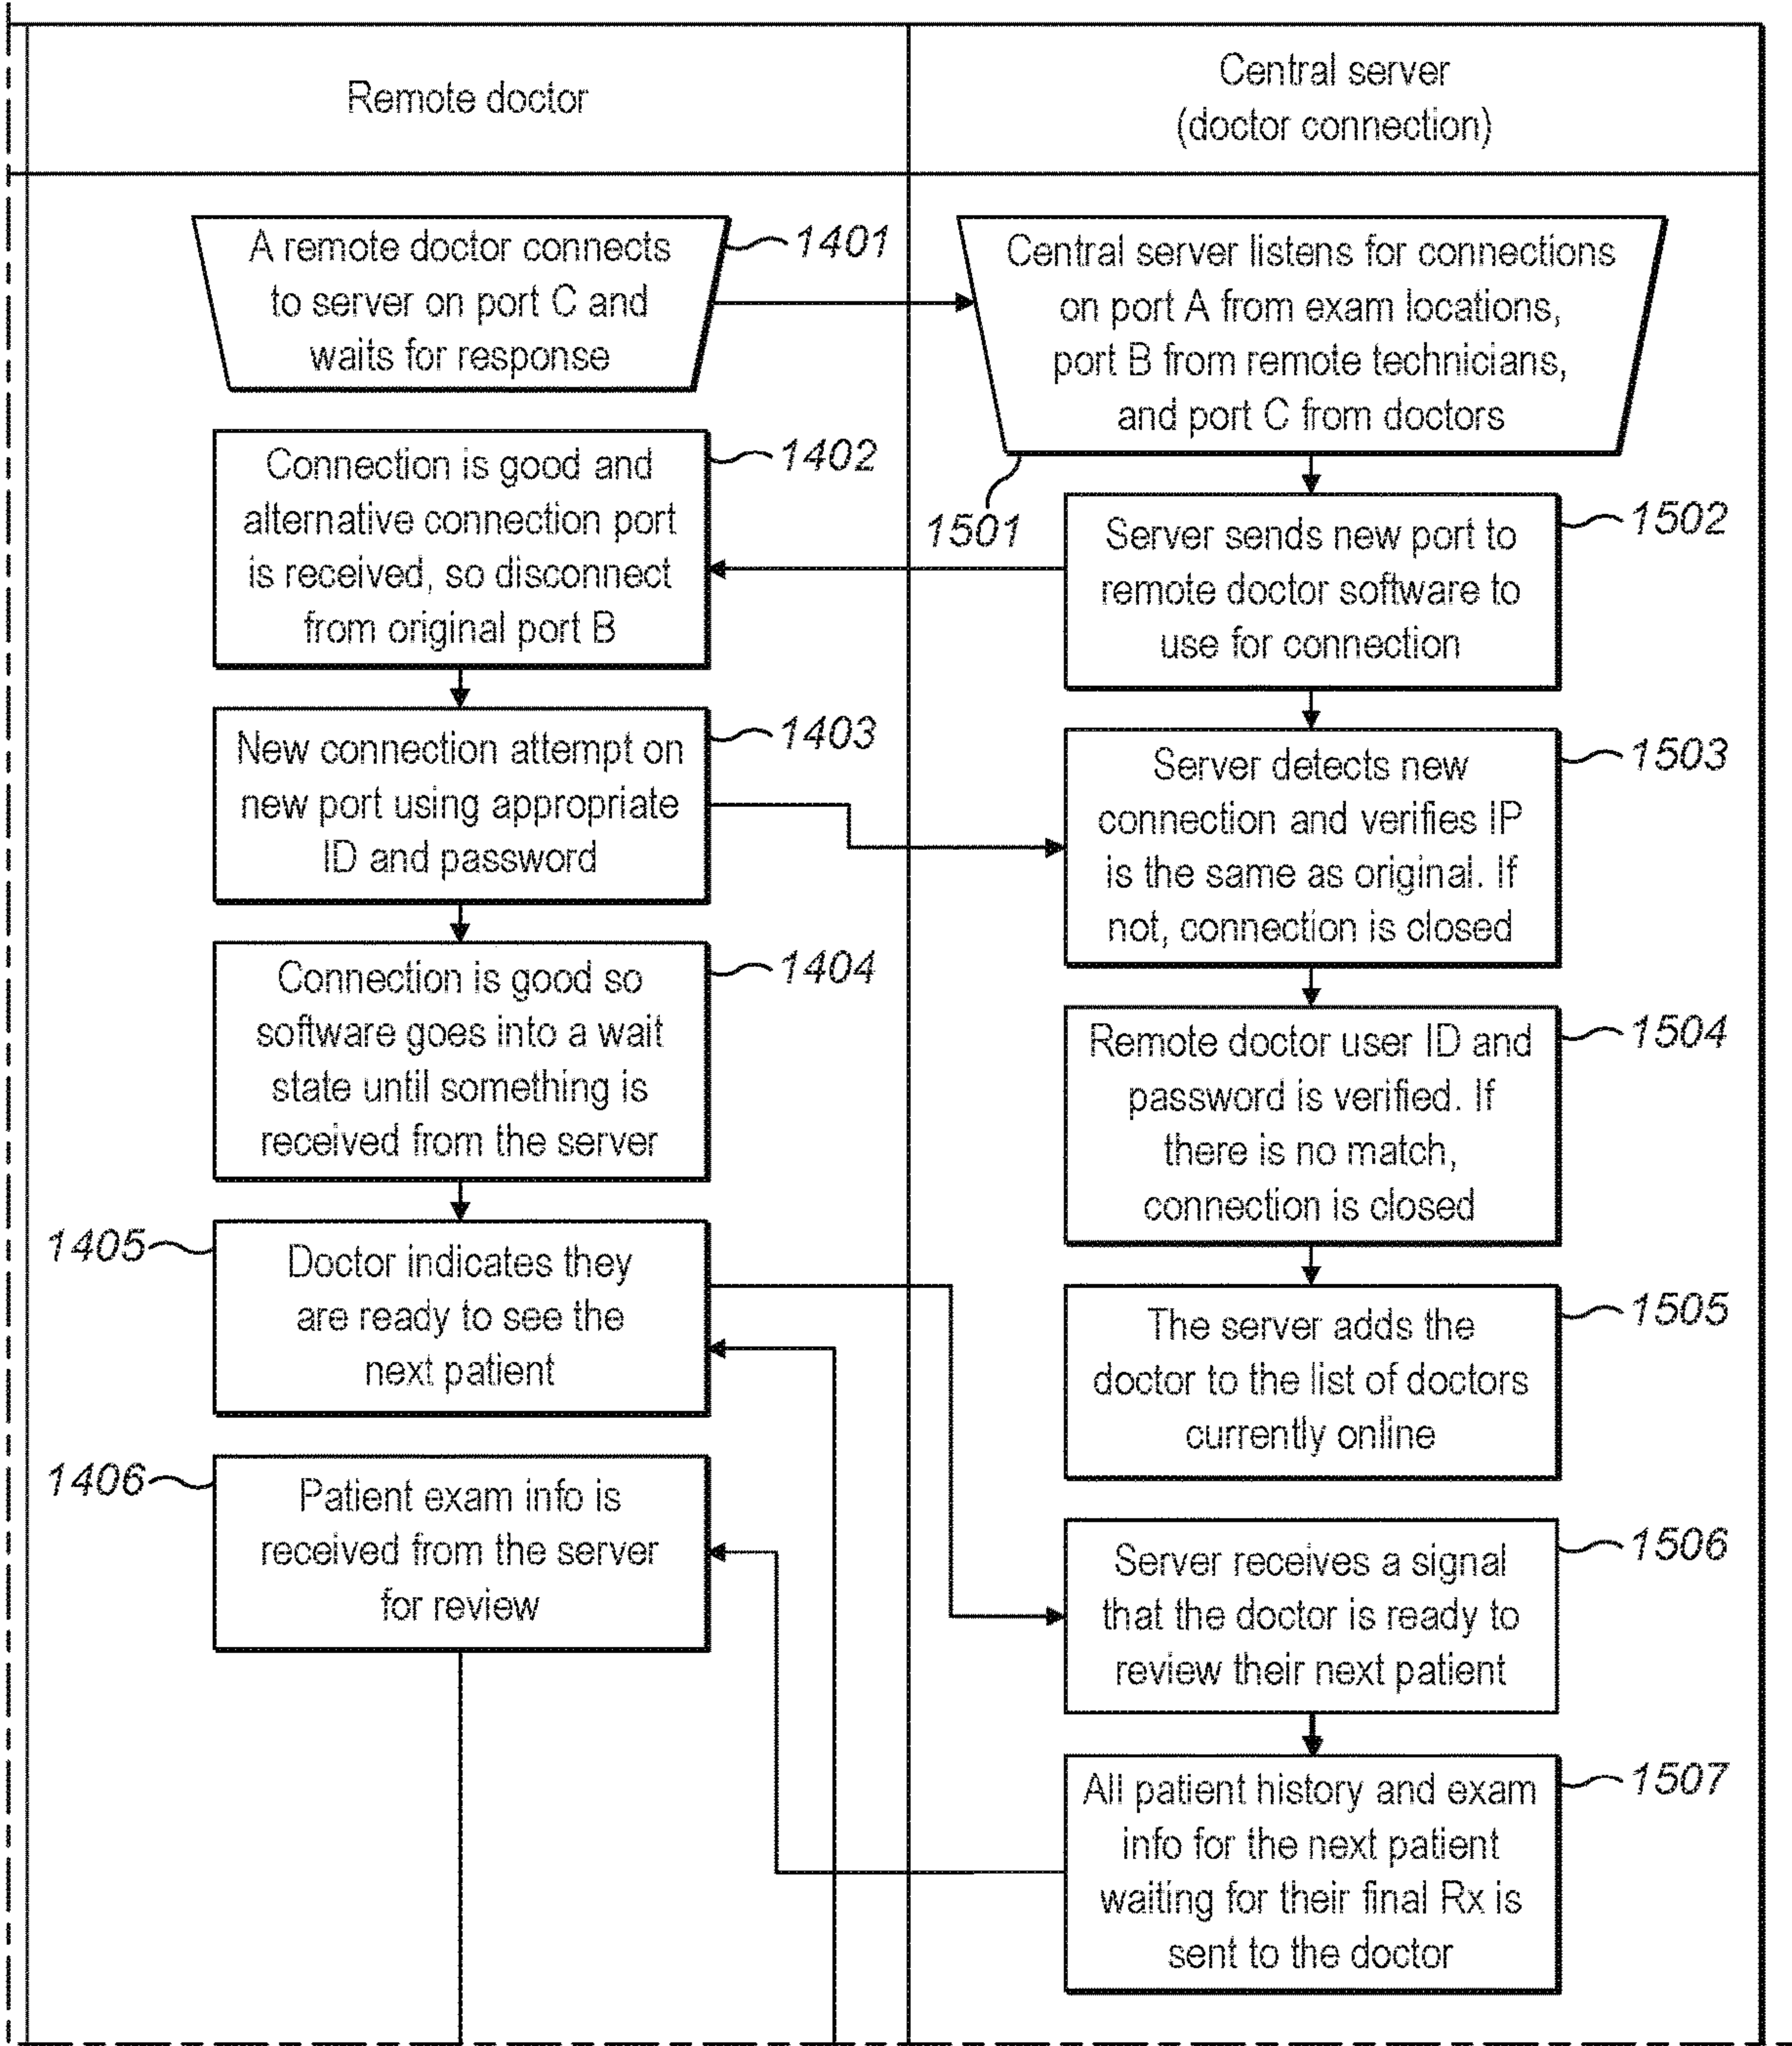 Remote doctor
Central server
(doctor connection)
A remote doctor connects
to server on port C and
waits for response
1401
Central server listens for connections
on port A from exam locations,
port B from remote technicians,
and port C from doctors
1501
Connection is good and
alternative connection port
is received, so disconnect
from original port B
1402
Server sends new port to
remote doctor software to
use for connection
1502
New connection attempt on
new port using appropriate
ID and password
1403
Server detects new
connection and verifies IP
is the same as original. If
not, connection is closed
1503
Connection is good so
software goes into a wait
state until something is
received from the server
1404
Remote doctor user ID and
password is verified. If
there is no match,
connection is closed
1504
1405
Doctor indicates they
are ready to see the
next patient
The server adds the
doctor to the list of doctors
currently online
1505
1406
Patient exam info is
received from the server
for review
Server receives a signal
that the doctor is ready to
review their next patient
1506
All patient history and exam
info for the next patient
waiting for their final Rx is
sent to the doctor
1507